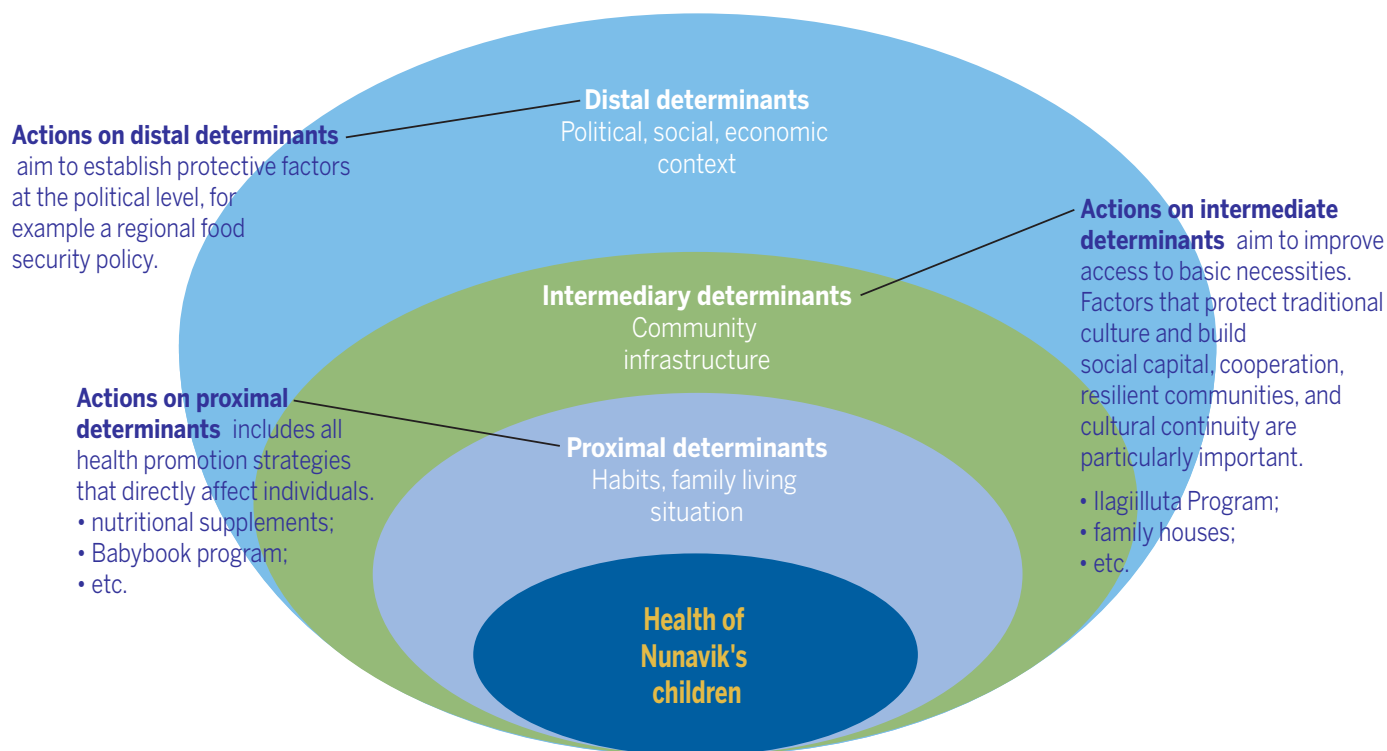 Distal determinants
Political, social, economic
context
Actions on distal determinants
aim to establish protective factors
at the political level, for
example a regional food
security policy.
Actions on intermediate
determinants aim to improve
access to basic necessities.
Factors that protect traditional
culture and build
social capital, cooperation,
resilient communities, and
cultural continuity are
particularly important.
• Ilagiilluta Program;
• family houses;
• etc.
Intermediary determinants
Community
infrastructure
Actions on proximal
determinants includes all
health promotion strategies
that directly affect individuals.
• nutritional supplements;
• Babybook program;
• etc.
Proximal determinants
Habits, family living
situation
Health of
Nunavik's
children